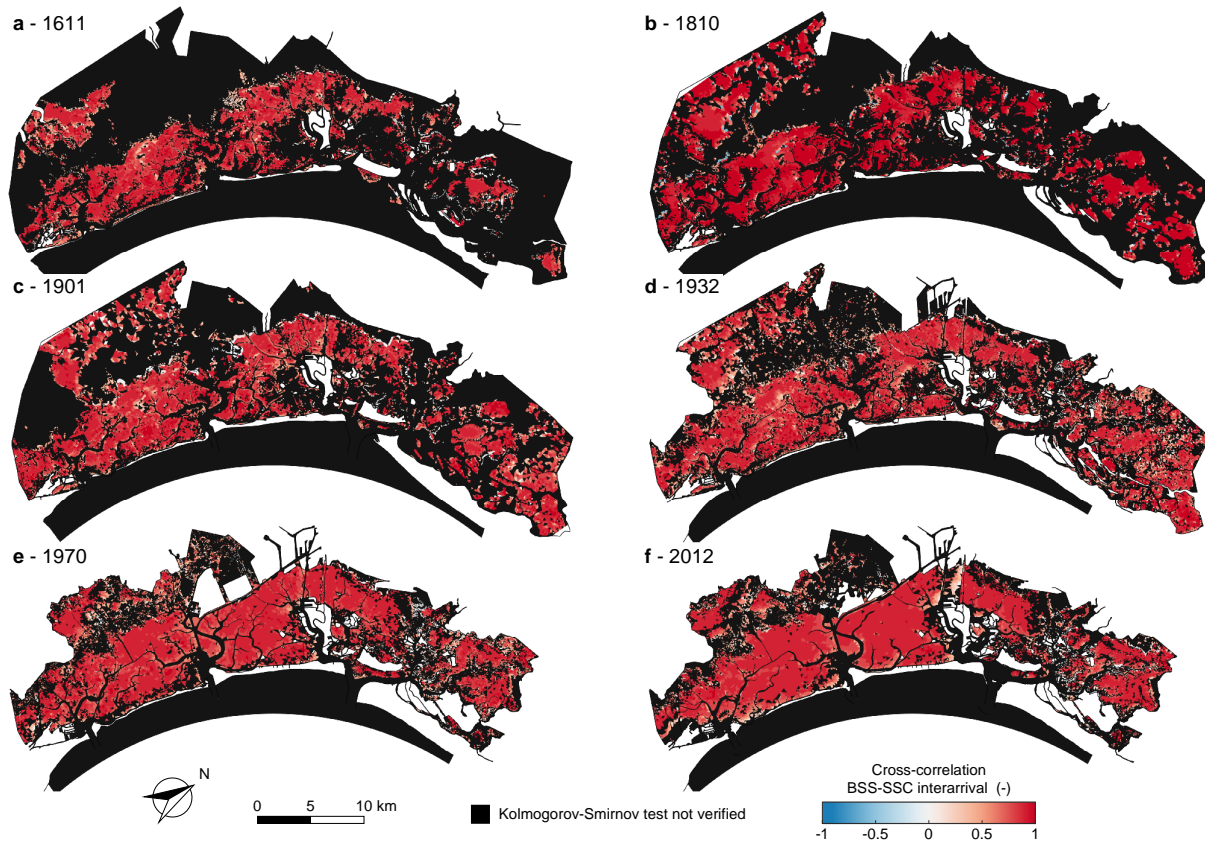 a - 1611
b - 1810
c - 1901
d - 1932
e - 1970
f - 2012
N
0 5 10 km
Kolmogorov-Smirnov test not verified
Cross-correlation
BSS-SSC interarrival (-)
-1 -0.5 0 0.5 1